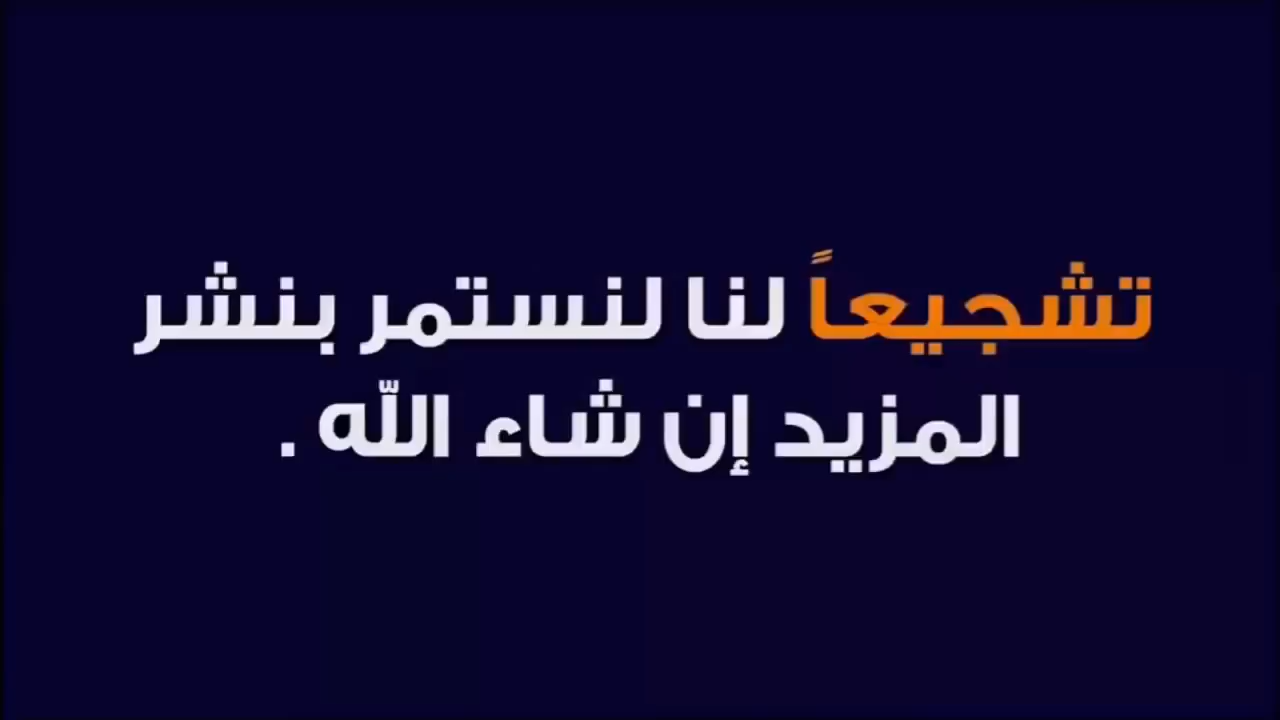 تشجيعاً لنا لنستمر بنشر
المزيد إن شاء الله .